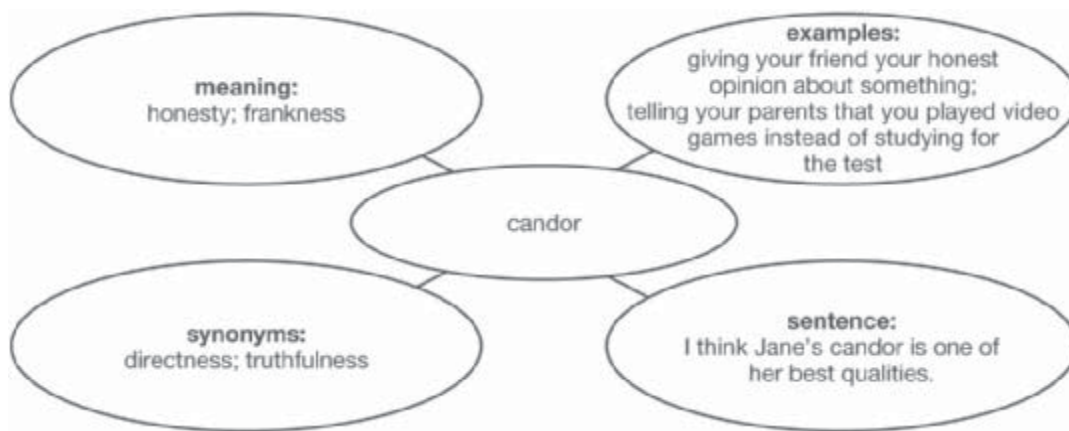 meaning:
honesty; frankness
examples:
giving your friend your honest
opinion about something;
telling your parents that you played video
games instead of studying for
the test
candor
synonyms:
directness; truthfulness
sentence:
I think Jane's candor is one of
her best qualities.